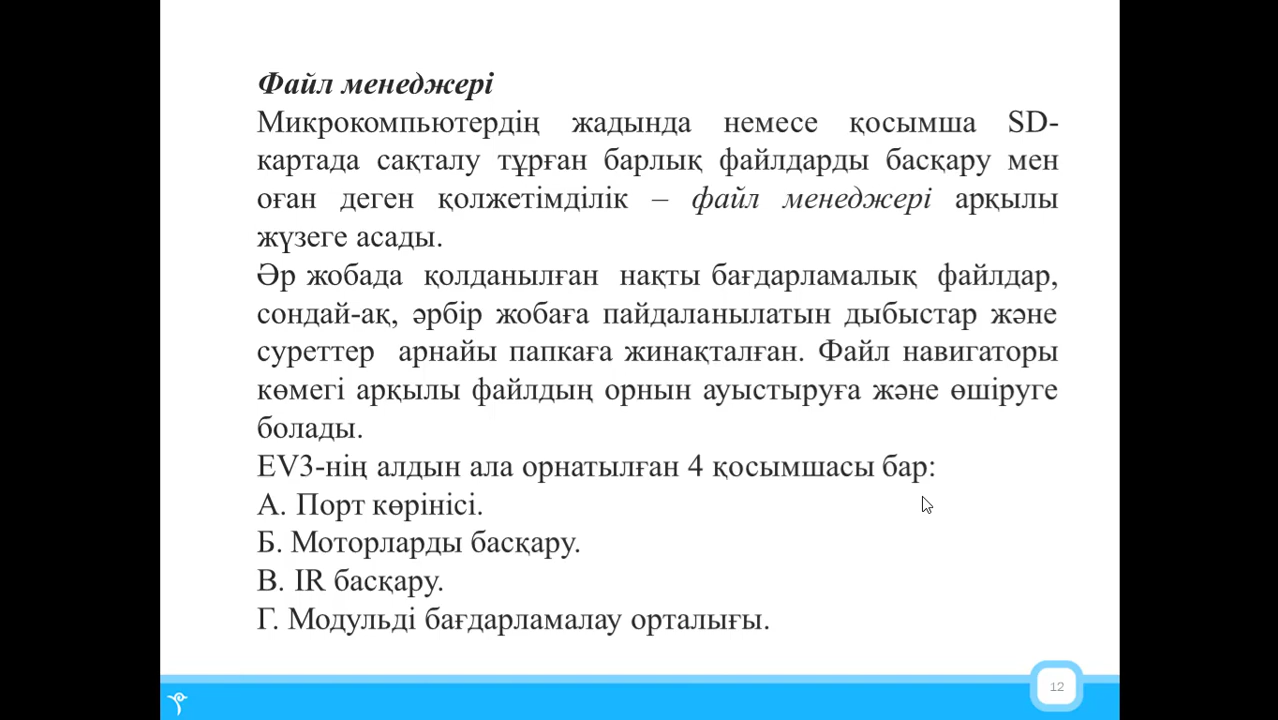 Файл менеджері
Микрокомпьютердің жадында немесе қосымша SD-
картада сақталу тұрған барлық файлдарды басқару мен
оған деген қолжетімділік – файл менеджері арқылы
жүзеге асады.
Әр жобада қолданылған нақты бағдарламалық файлдар,
сондай-ақ, әрбір жобаға пайдаланылатын дыбыстар және
суреттер арнайы папкаға жинақталған. Файл навигаторы
көмегі арқылы файлдың орнын ауыстыруға және өшіруге
болады.
EV3-нің алдын ала орнатылған 4 қосымшасы бар:
А. Порт көрінісі.
Б. Моторларды басқару.
В. IR басқару.
Г. Модульді бағдарламалау орталығы.
12